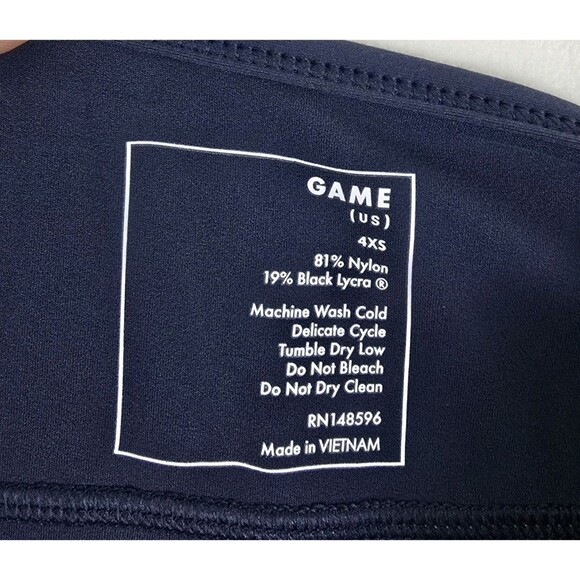 GAME
(US)
4XS
81% Nylon
19% Black Lycra ®
Machine Wash Cold
Delicate Cycle
Tumble Dry Low
Do Not Bleach
Do Not Dry Clean
RN148596
Made in VIETNAM